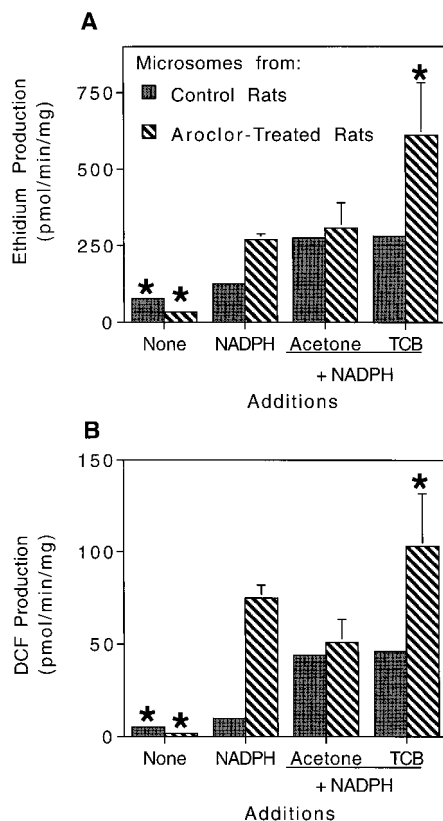 A
Ethidium Production
(pmol/min/mg)
750
500
250
0
Microsomes from:
Control Rats
Aroclor-Treated Rats
* * *
None NADPH Acetone TCB
+ NADPH
Additions
B
DCF Production
(pmol/min/mg)
150
100
50
0
* * *
None NADPH Acetone TCB
+ NADPH
Additions